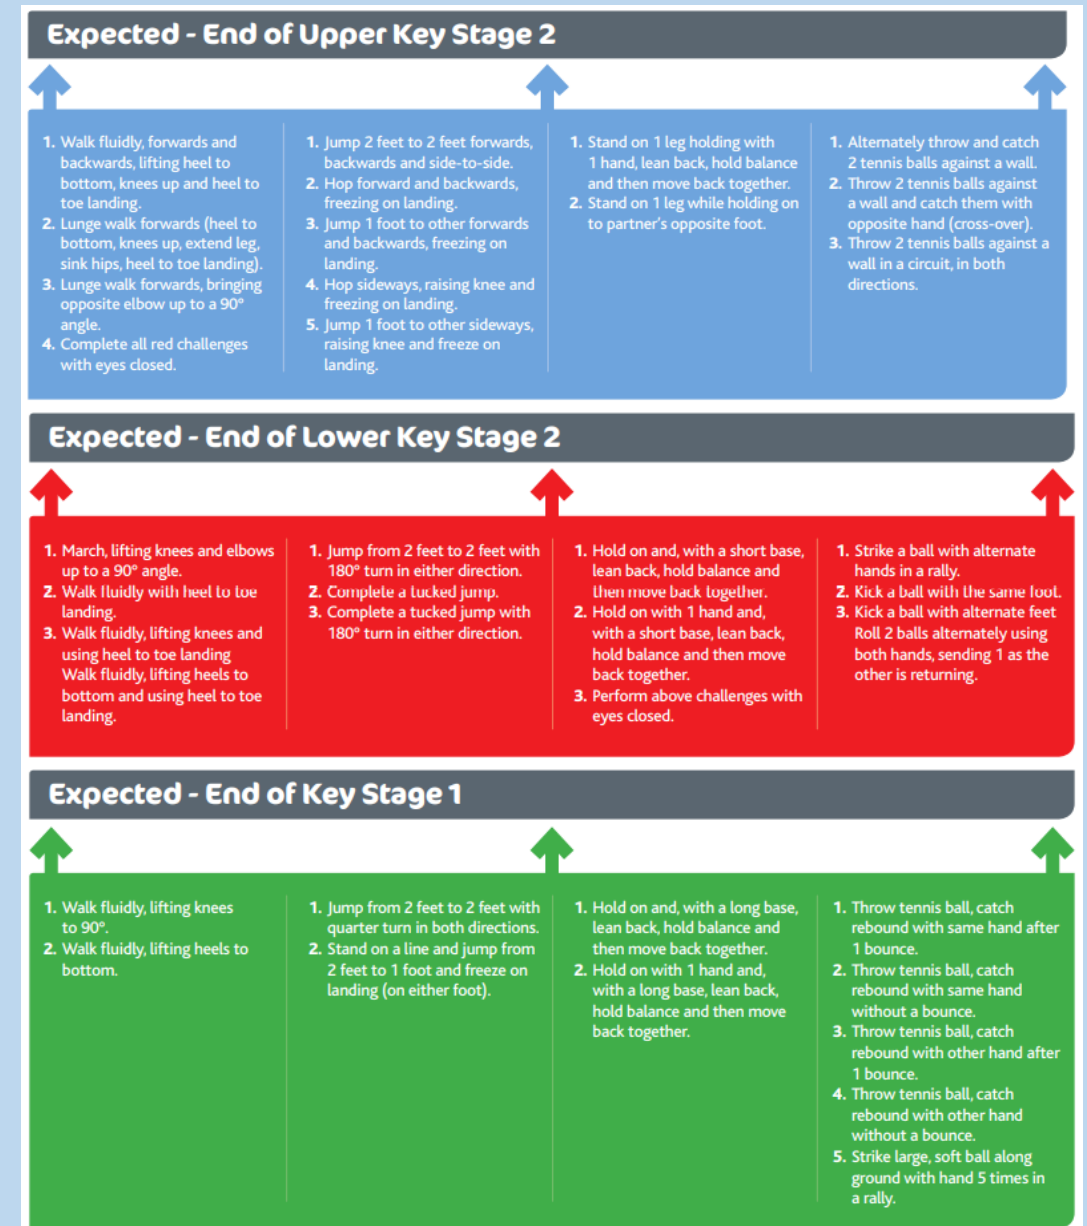 Expected - End of Upper Key Stage 2
1. Walk fluidly, forwards and
backwards, lifting heel to
bottom, knees up and heel to
toe landing.
2. Lunge walk forwards (heel to
bottom, knees up, extend leg,
sink hips, heel to toe landing).
3. Lunge walk forwards, bringing
opposite elbow up to a 90°
angle.
4. Complete all red challenges
with eyes closed.
1. Jump 2 feet to 2 feet forwards,
backwards and side-to-side.
2. Hop forward and backwards,
freezing on landing.
3. Jump 1 foot to other forwards
and backwards, freezing on
landing.
4. Hop sideways, raising knee and
freezing on landing.
5. Jump 1 foot to other sideways,
raising knee and freeze on
landing.
1. Stand on 1 leg holding with
1 hand, lean back, hold balance
and then move back together.
2. Stand on 1 leg while holding on
to partner's opposite foot.
1. Alternately throw and catch
2 tennis balls against a wall.
2. Throw 2 tennis balls against
a wall and catch them with
opposite hand (cross-over).
3. Throw 2 tennis balls against a
wall in a circuit, in both
directions.
Expected - End of Lower Key Stage 2
1. March, lifting knees and elbows
up to a 90° angle.
2. Walk fluidly with heel to toe
landing.
3. Walk fluidly, lifting knees and
using heel to toe landing
Walk fluidly, lifting heels to
bottom and using heel to toe
landing.
1. Jump from 2 feet to 2 feet with
180° turn in either direction.
2. Complete a tucked jump.
3. Complete a tucked jump with
180° turn in either direction.
1. Hold on and, with a short base,
lean back, hold balance and
then move back together.
2. Hold on with 1 hand and,
with a short base, lean back,
hold balance and then move
back together.
3. Perform above challenges with
eyes closed.
1. Strike a ball with alternate
hands in a rally.
2. Kick a ball with the same foot.
3. Kick a ball with alternate feet
Roll 2 balls alternately using
both hands, sending 1 as the
other is returning.
Expected - End of Key Stage 1
1. Walk fluidly, lifting knees
to 90°.
2. Walk fluidly, lifting heels to
bottom.
1. Jump from 2 feet to 2 feet with
quarter turn in both directions.
2. Stand on a line and jump from
2 feet to 1 foot and freeze on
landing (on either foot).
1. Hold on and, with a long base,
lean back, hold balance and
then move back together.
2. Hold on with 1 hand and,
with a long base, lean back,
hold balance and then move
back together.
1. Throw tennis ball, catch
rebound with same hand after
1 bounce.
2. Throw tennis ball, catch
rebound with same hand
without a bounce.
3. Throw tennis ball, catch
rebound with other hand after
1 bounce.
4. Throw tennis ball, catch
rebound with other hand
without a bounce.
5. Strike large, soft ball along
ground with hand 5 times in
a rally.